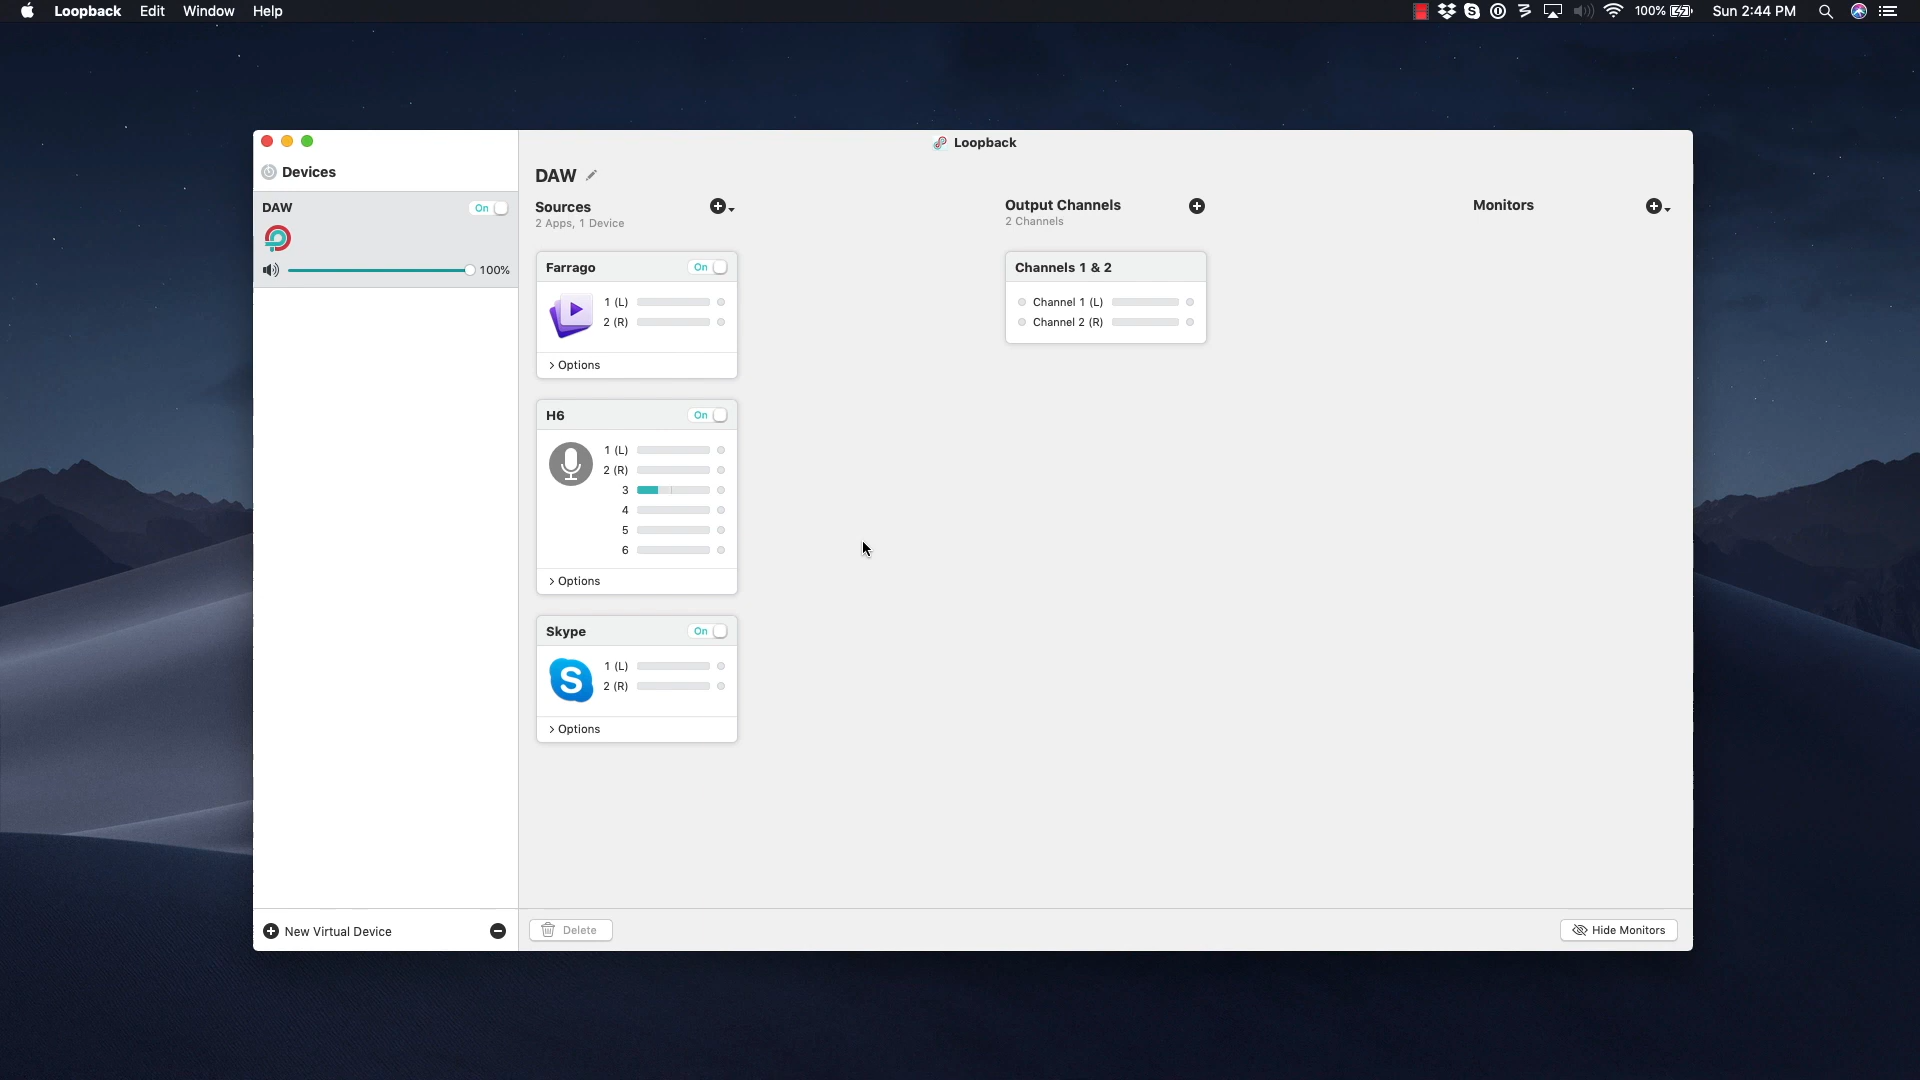 Loopback Edit Window Help 100% Sun 2:44 PM
Loopback
Devices
DAW On
100%
New Virtual Device
DAW
Sources
2 Apps, 1 Device
Farrago On
1 (L)
2 (R)
Options
H6 On
1 (L)
2 (R)
3
4
5
6
Options
Skype On
S
1 (L)
2 (R)
Options
Output Channels
2 Channels
Channels 1 & 2
Channel 1 (L)
Channel 2 (R)
Monitors
Delete
Hide Monitors